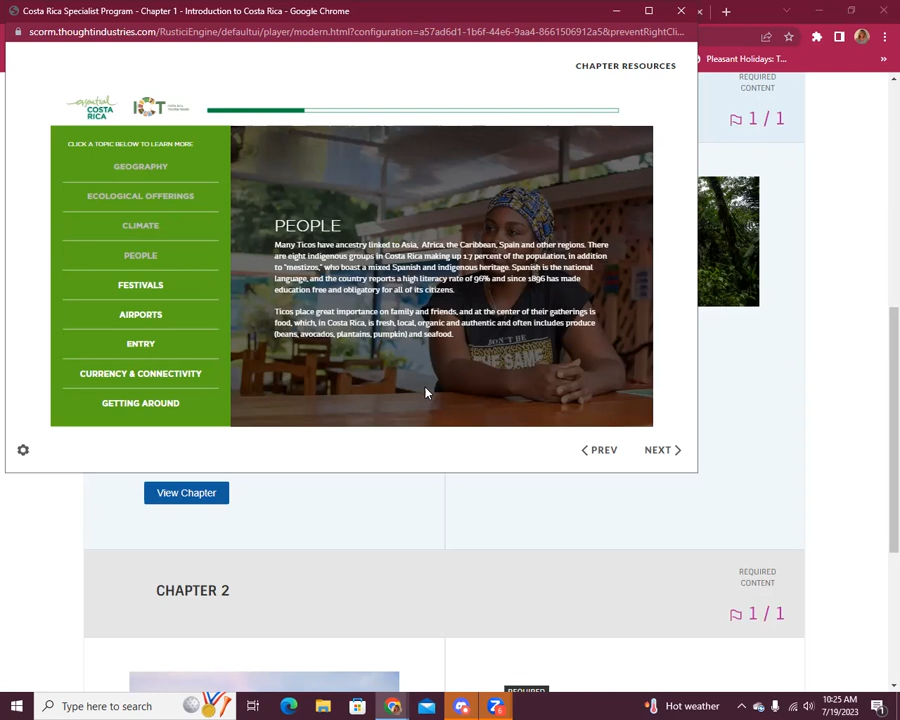 Costa Rica Specialist Program - Chapter 1 - Introduction to Costa Rica - Google Chrome
scorm.thoughtindustries.com/RusticiEngine/defaultui/player/modern.html?configuration=a57ad6d1-1b6f-44e6-9aa4-8661506912a5&preventRightCli...
Pleasant Holidays: T...
CHAPTER RESOURCES
REQUIRED
CONTENT
1 / 1
essential
COSTA
RICA
ICT
CLICK A TOPIC BELOW TO LEARN MORE
GEOGRAPHY
ECOLOGICAL OFFERINGS
CLIMATE
PEOPLE
FESTIVALS
AIRPORTS
ENTRY
CURRENCY & CONNECTIVITY
GETTING AROUND
PEOPLE
Many Ticos have ancestry linked to Asia, Africa, the Caribbean, Spain and other regions. There
are eight indigenous groups in Costa Rica making up 1.7 percent of the population, in addition
to "mestizos," who boast a mixed Spanish and indigenous heritage. Spanish is the national
language, and the country reports a high literacy rate of 96% and since 1896 has made
education free and obligatory for all of its citizens.
Ticos place great importance on family and friends, and at the center of their gatherings is
food, which, in Costa Rica, is fresh, local, organic and authentic and often includes produce
(beans, avocados, plantains, pumpkin) and seafood.
DON'T BE
PREV
NEXT
View Chapter
CHAPTER 2
REQUIRED
CONTENT
1 / 1
REQUIRED
Type here to search
Hot weather
10:25 AM
7/19/2023